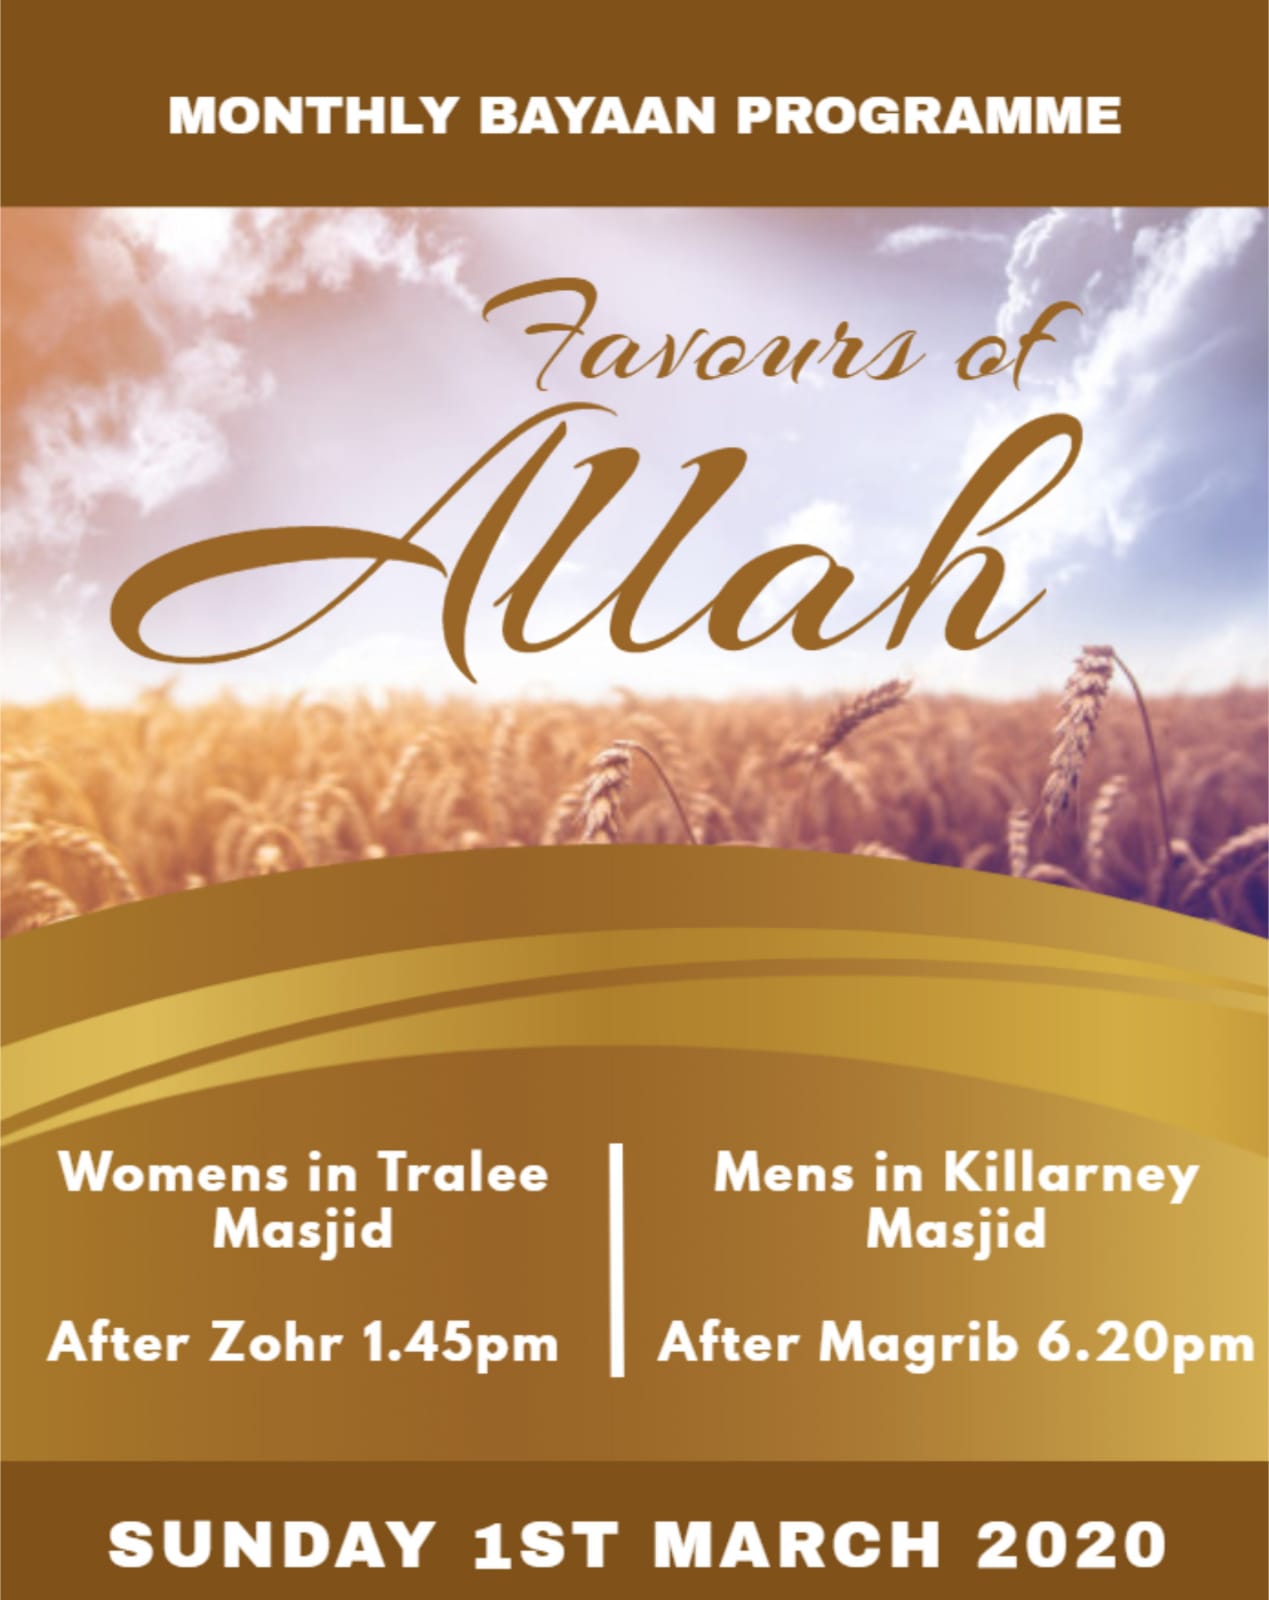 MONTHLY BAYAAN PROGRAMME
Favours of
Allah
Womens in Tralee
Masjid
After Zohr 1.45pm
Mens in Killarney
Masjid
After Magrib 6.20pm
SUNDAY 1ST MARCH 2020